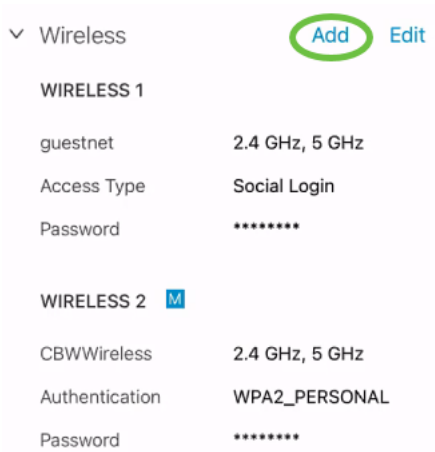 Wireless Add Edit
WIRELESS 1
guestnet 2.4 GHz, 5 GHz
Access Type Social Login
Password ********
WIRELESS 2 M
CBWWireless 2.4 GHz, 5 GHz
Authentication WPA2_PERSONAL
Password ********